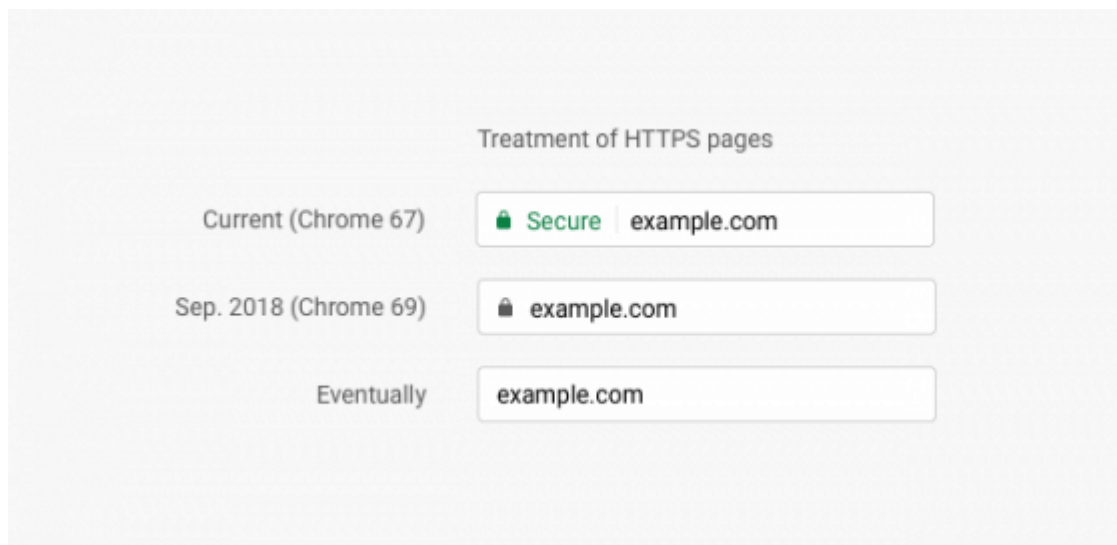 Treatment of HTTPS pages
Current (Chrome 67) Secure example.com
Sep. 2018 (Chrome 69) example.com
Eventually example.com